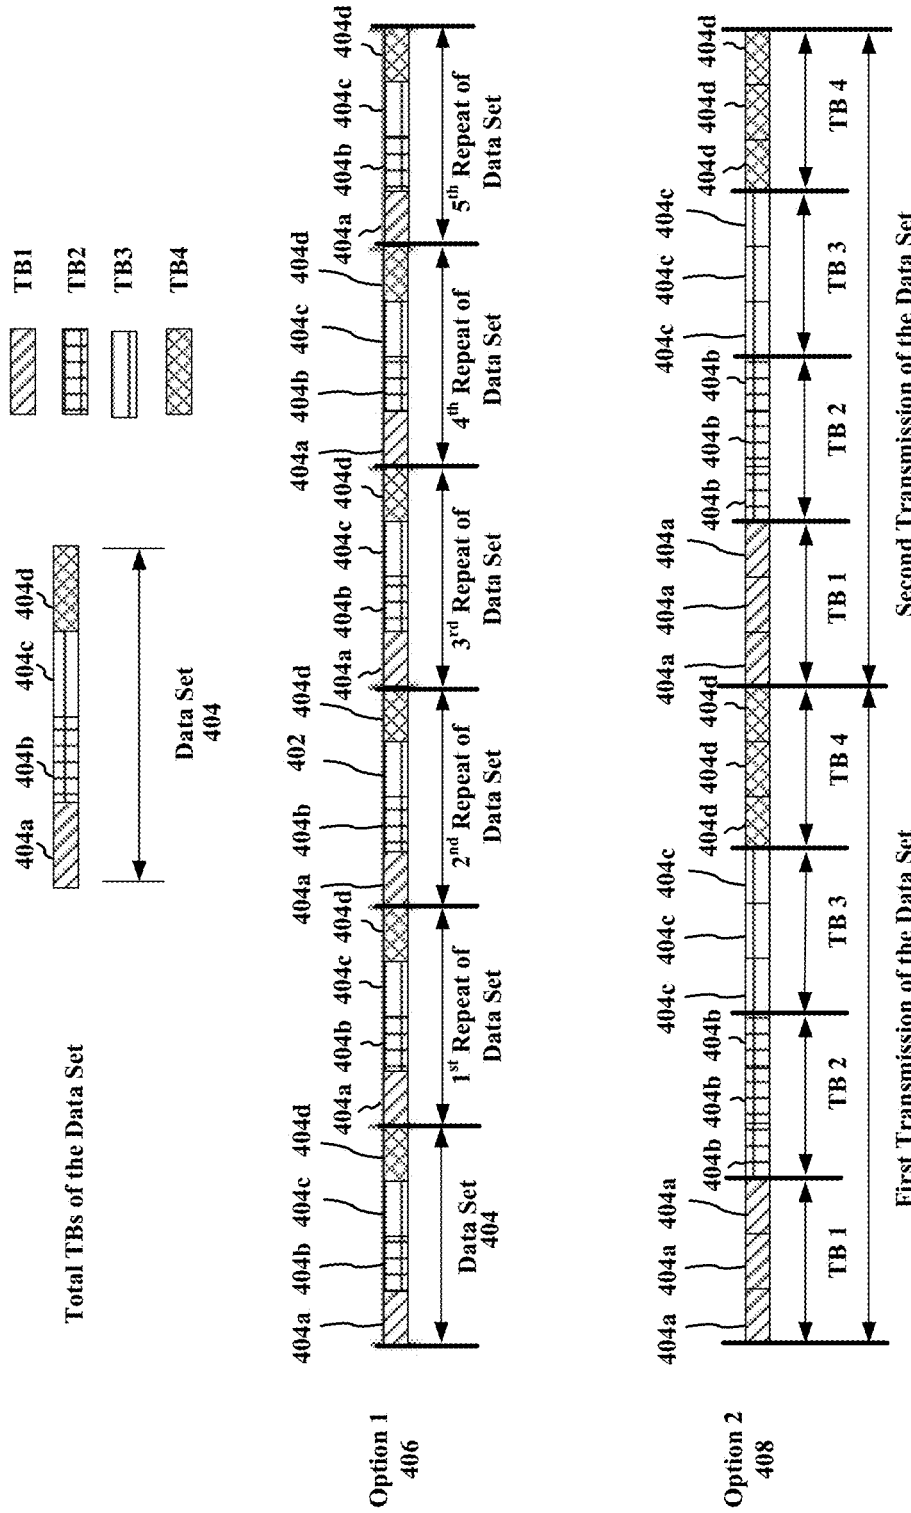 TB1
TB2
TB3
TB4
404a 404b 404c 404d
Data Set
404
Total TBs of the Data Set
404a 404b 404c 404d 404a 404b 404c 404d 404a 404b 402 404d 404a 404b 404c 404d 404a 404b 404c 404d 404a 404b 404c 404d
Option 1
406
Data Set
404
1st Repeat of
Data Set
2nd Repeat of
Data Set
3rd Repeat of
Data Set
4th Repeat of
Data Set
5th Repeat of
Data Set
404a 404a 404a 404b 404b 404b 404c 404c 404c 404d 404d 404d 404a 404a 404a 404b 404b 404b 404c 404c 404c 404d 404d 404d
Option 2
408
TB 1 TB 2 TB 3 TB 4 TB 1 TB 2 TB 3 TB 4
First Transmission of the Data Set Second Transmission of the Data Set